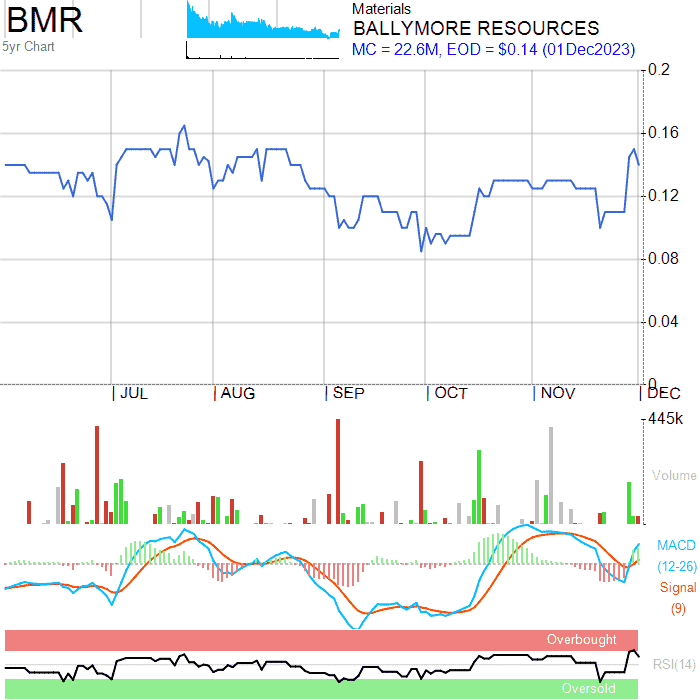 BMR
5yr Chart
Materials
BALLYMORE RESOURCES
MC = 22.6M, EOD = $0.14 (01Dec2023)
0.2
0.16
0.12
0.08
0.04
0
JUL
AUG
SEP
OCT
NOV
DEC
445k
Volume
MACD
(12-26)
Signal
(9)
Overbought
RSI(14)
Oversold